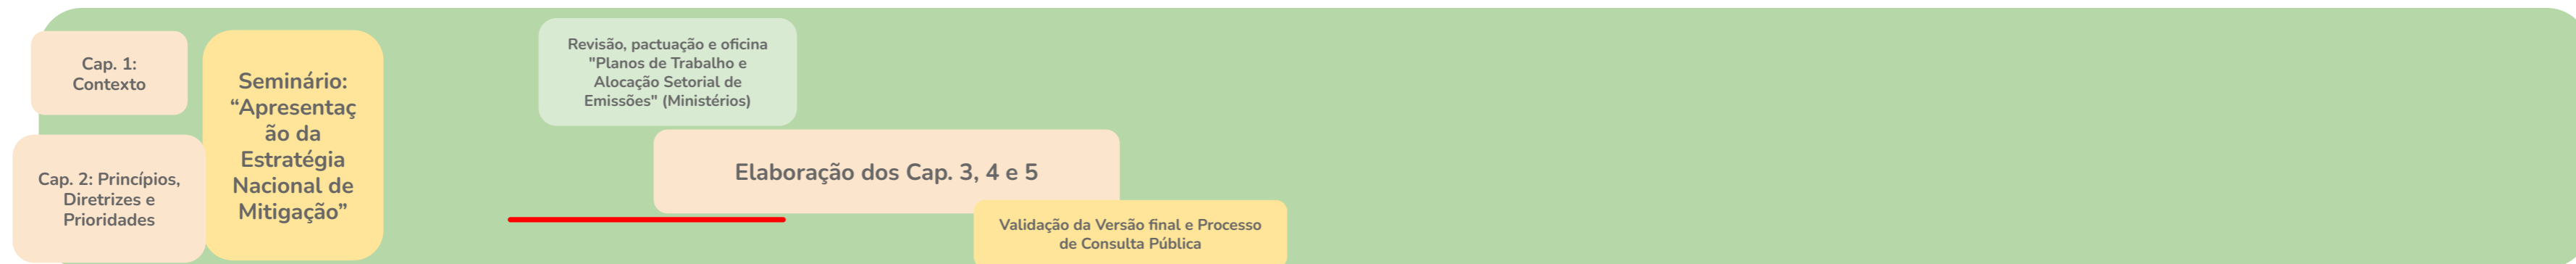 Cap. 1:
Contexto
Cap. 2: Princípios,
Diretrizes e
Prioridades
Seminário:
“Apresentaç
ão da
Estratégia
Nacional de
Mitigação”
Revisão, pactuação e oficina
"Planos de Trabalho e
Alocação Setorial de
Emissões" (Ministérios)
Elaboração dos Cap. 3, 4 e 5
Validação da Versão final e Processo
de Consulta Pública